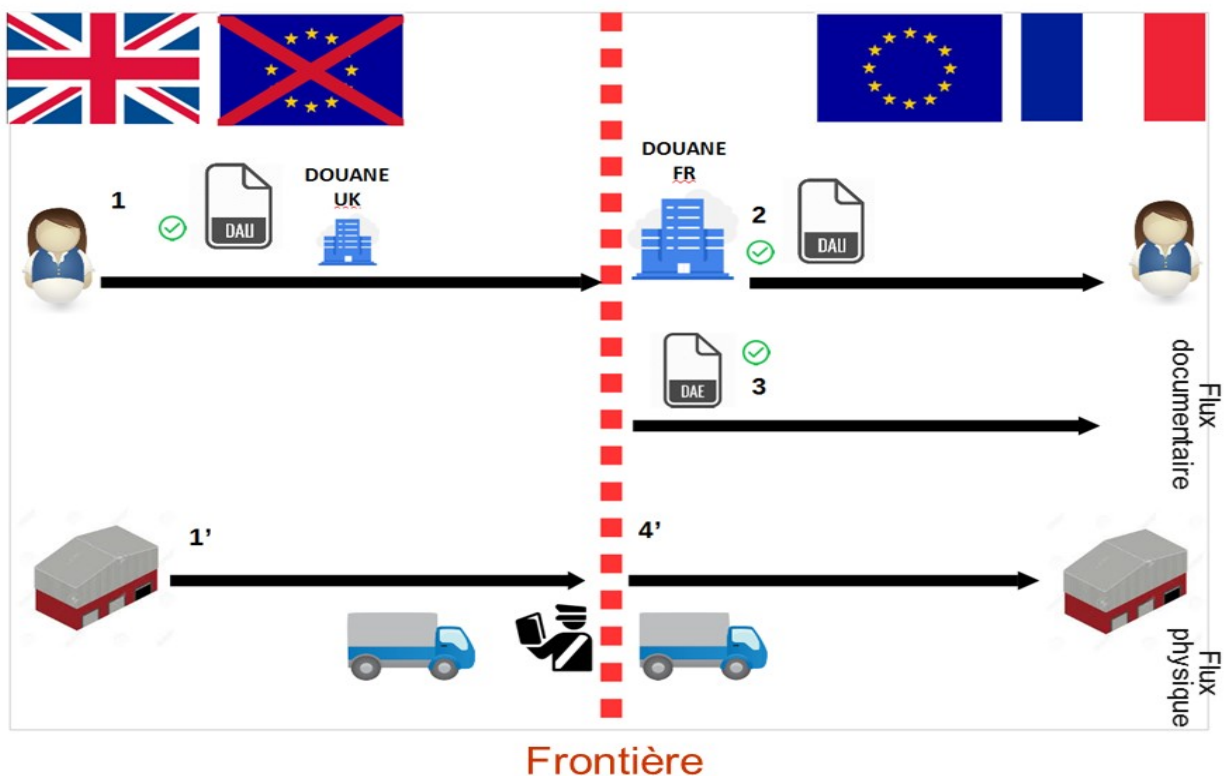 DOUANE
UK
1
DAU
DOUANE
FR
2
DAU
DAE
3
Flux
documentaire
1’
4’
Flux
physique
Frontière